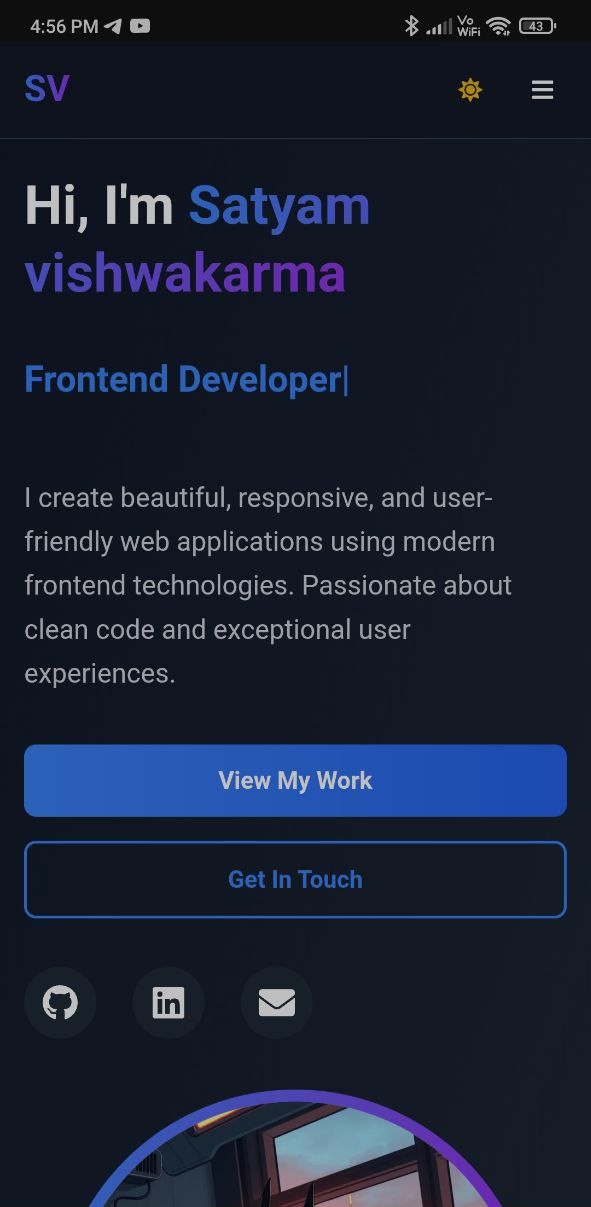 4:56 PM
Vo
WiFi
43
SV
Hi, I'm Satyam
vishwakarma
Frontend Developer|
I create beautiful, responsive, and user-
friendly web applications using modern
frontend technologies. Passionate about
clean code and exceptional user
experiences.
View My Work
Get In Touch
in